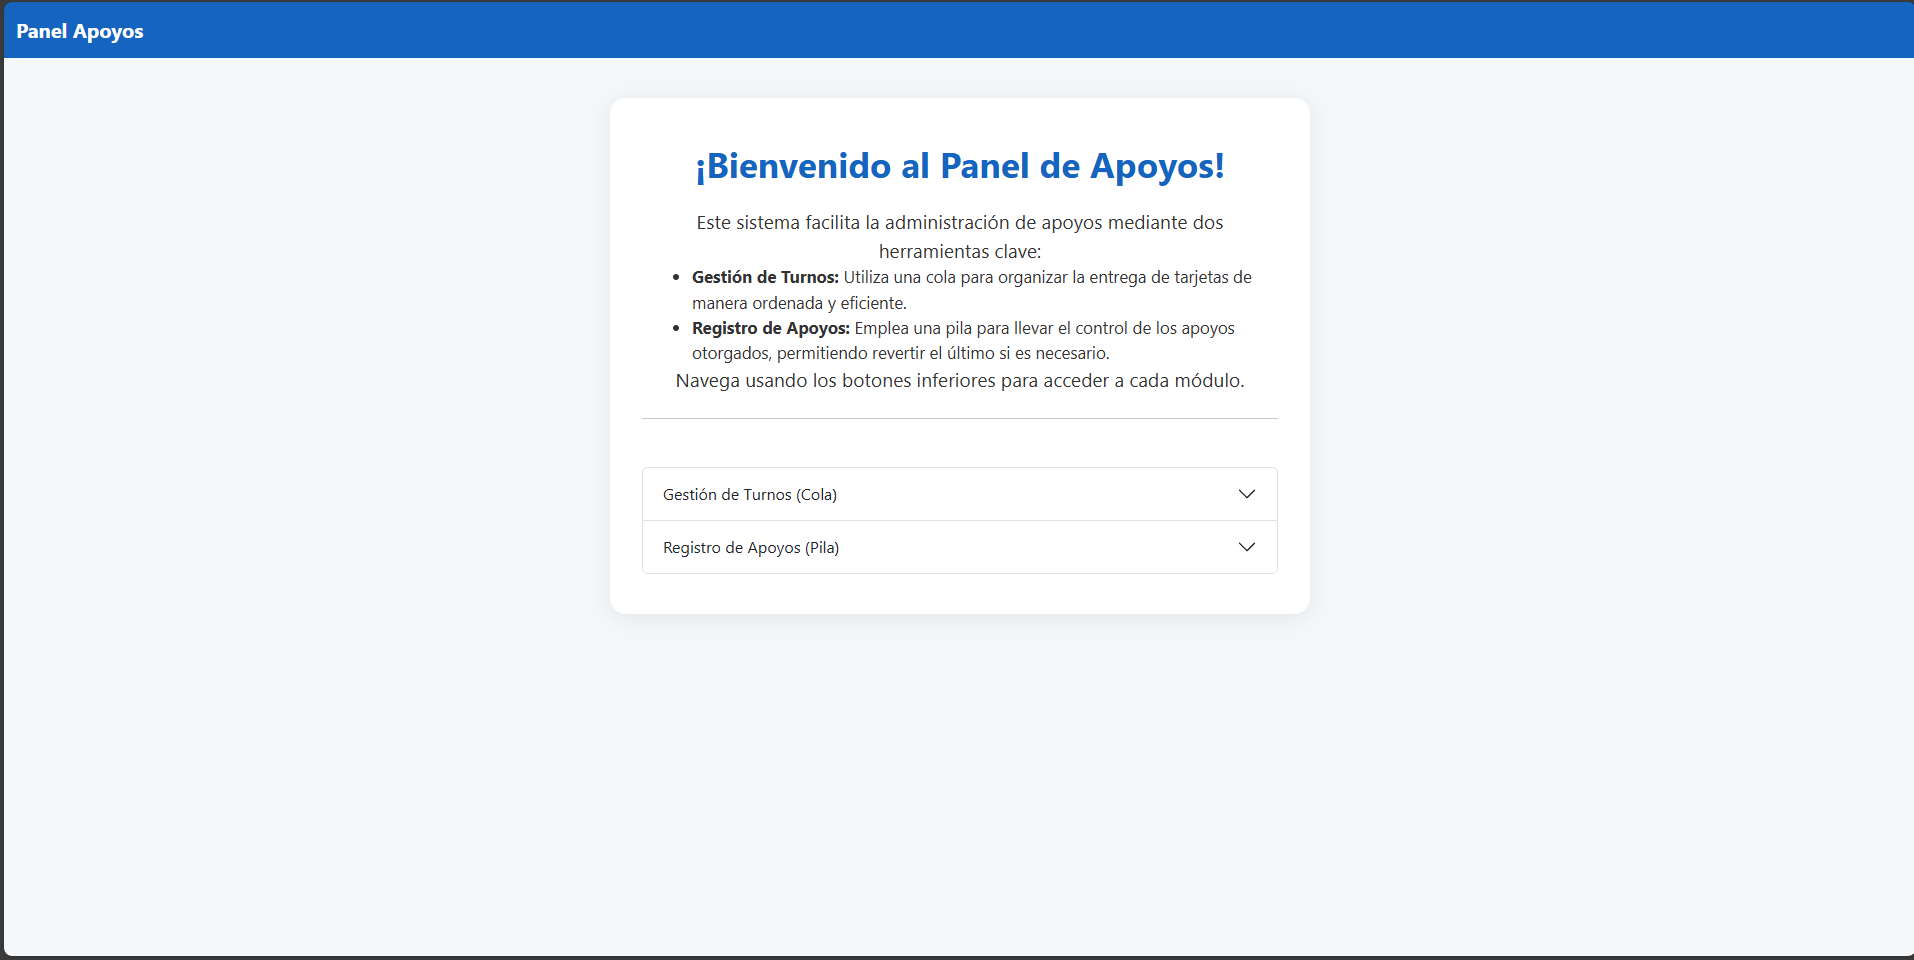 Panel Apoyos
¡Bienvenido al Panel de Apoyos!
Este sistema facilita la administración de apoyos mediante dos
herramientas clave:
• Gestión de Turnos: Utiliza una cola para organizar la entrega de tarjetas de
manera ordenada y eficiente.
• Registro de Apoyos: Emplea una pila para llevar el control de los apoyos
otorgados, permitiendo revertir el último si es necesario.
Navega usando los botones inferiores para acceder a cada módulo.
Gestión de Turnos (Cola)
Registro de Apoyos (Pila)